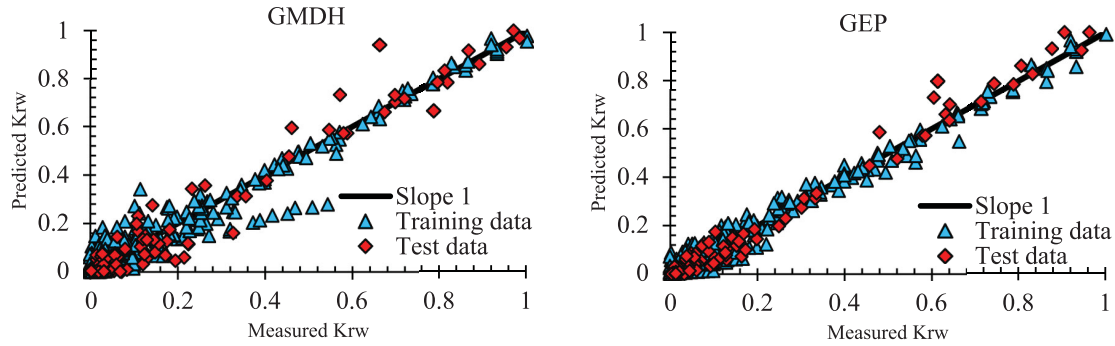 GMDH
Predicted Krw
1
0.8
0.6
0.4
0.2
0
Slope 1
Training data
Test data
0 0.2 0.4 0.6 0.8 1
Measured Krw
GEP
Predicted Krw
1
0.8
0.6
0.4
0.2
0
Slope 1
Training data
Test data
0 0.2 0.4 0.6 0.8 1
Measured Krw